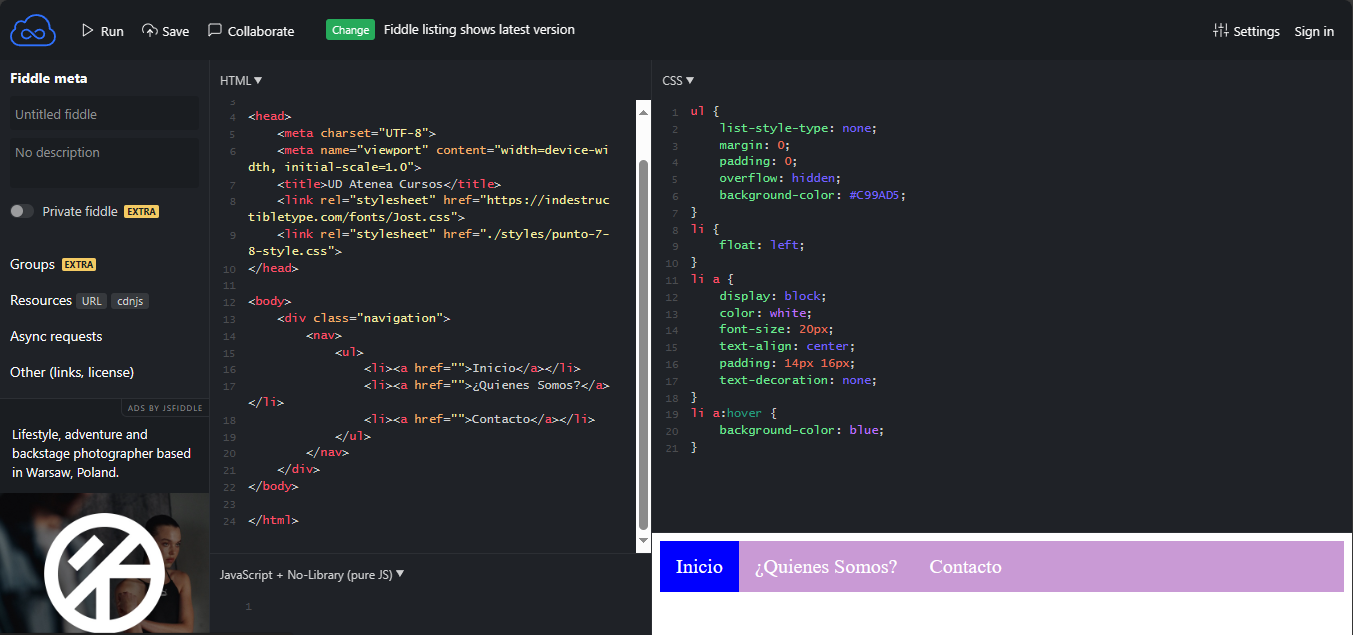 Run
Save
Collaborate
Change
Fiddle listing shows latest version
Settings
Sign in
Fiddle meta
Untitled fiddle
No description
Private fiddle EXTRA
Groups EXTRA
Resources URL cdnjs
Async requests
Other (links, license)
ADS BY JSFIDDLE
Lifestyle, adventure and
backstage photographer based
in Warsaw, Poland.
HTML ▼
3
4 <head>
5     <meta charset="UTF-8">
6     <meta name="viewport" content="width=device-wi
dth, initial-scale=1.0">
7     <title>UD Atenea Cursos</title>
8     <link rel="stylesheet" href="https://indestruc
tibletype.com/fonts/Jost.css">
9     <link rel="stylesheet" href="./styles/punto-7-
8-style.css">
10 </head>
11
12 <body>
13     <div class="navigation">
14         <nav>
15             <ul>
16                 <li><a href="">Inicio</a></li>
17                 <li><a href="">¿Quienes Somos?</a>
</li>
18                 <li><a href="">Contacto</a></li>
19             </ul>
20         </nav>
21     </div>
22 </body>
23
24 </html>
JavaScript + No-Library (pure JS) ▼
1
CSS ▼
1 ul {
2     list-style-type: none;
3     margin: 0;
4     padding: 0;
5     overflow: hidden;
6     background-color: #C99AD5;
7 }
8 li {
9     float: left;
10 }
11 li a {
12     display: block;
13     color: white;
14     font-size: 20px;
15     text-align: center;
16     padding: 14px 16px;
17     text-decoration: none;
18 }
19 li a:hover {
20     background-color: blue;
21 }
Inicio ¿Quienes Somos? Contacto